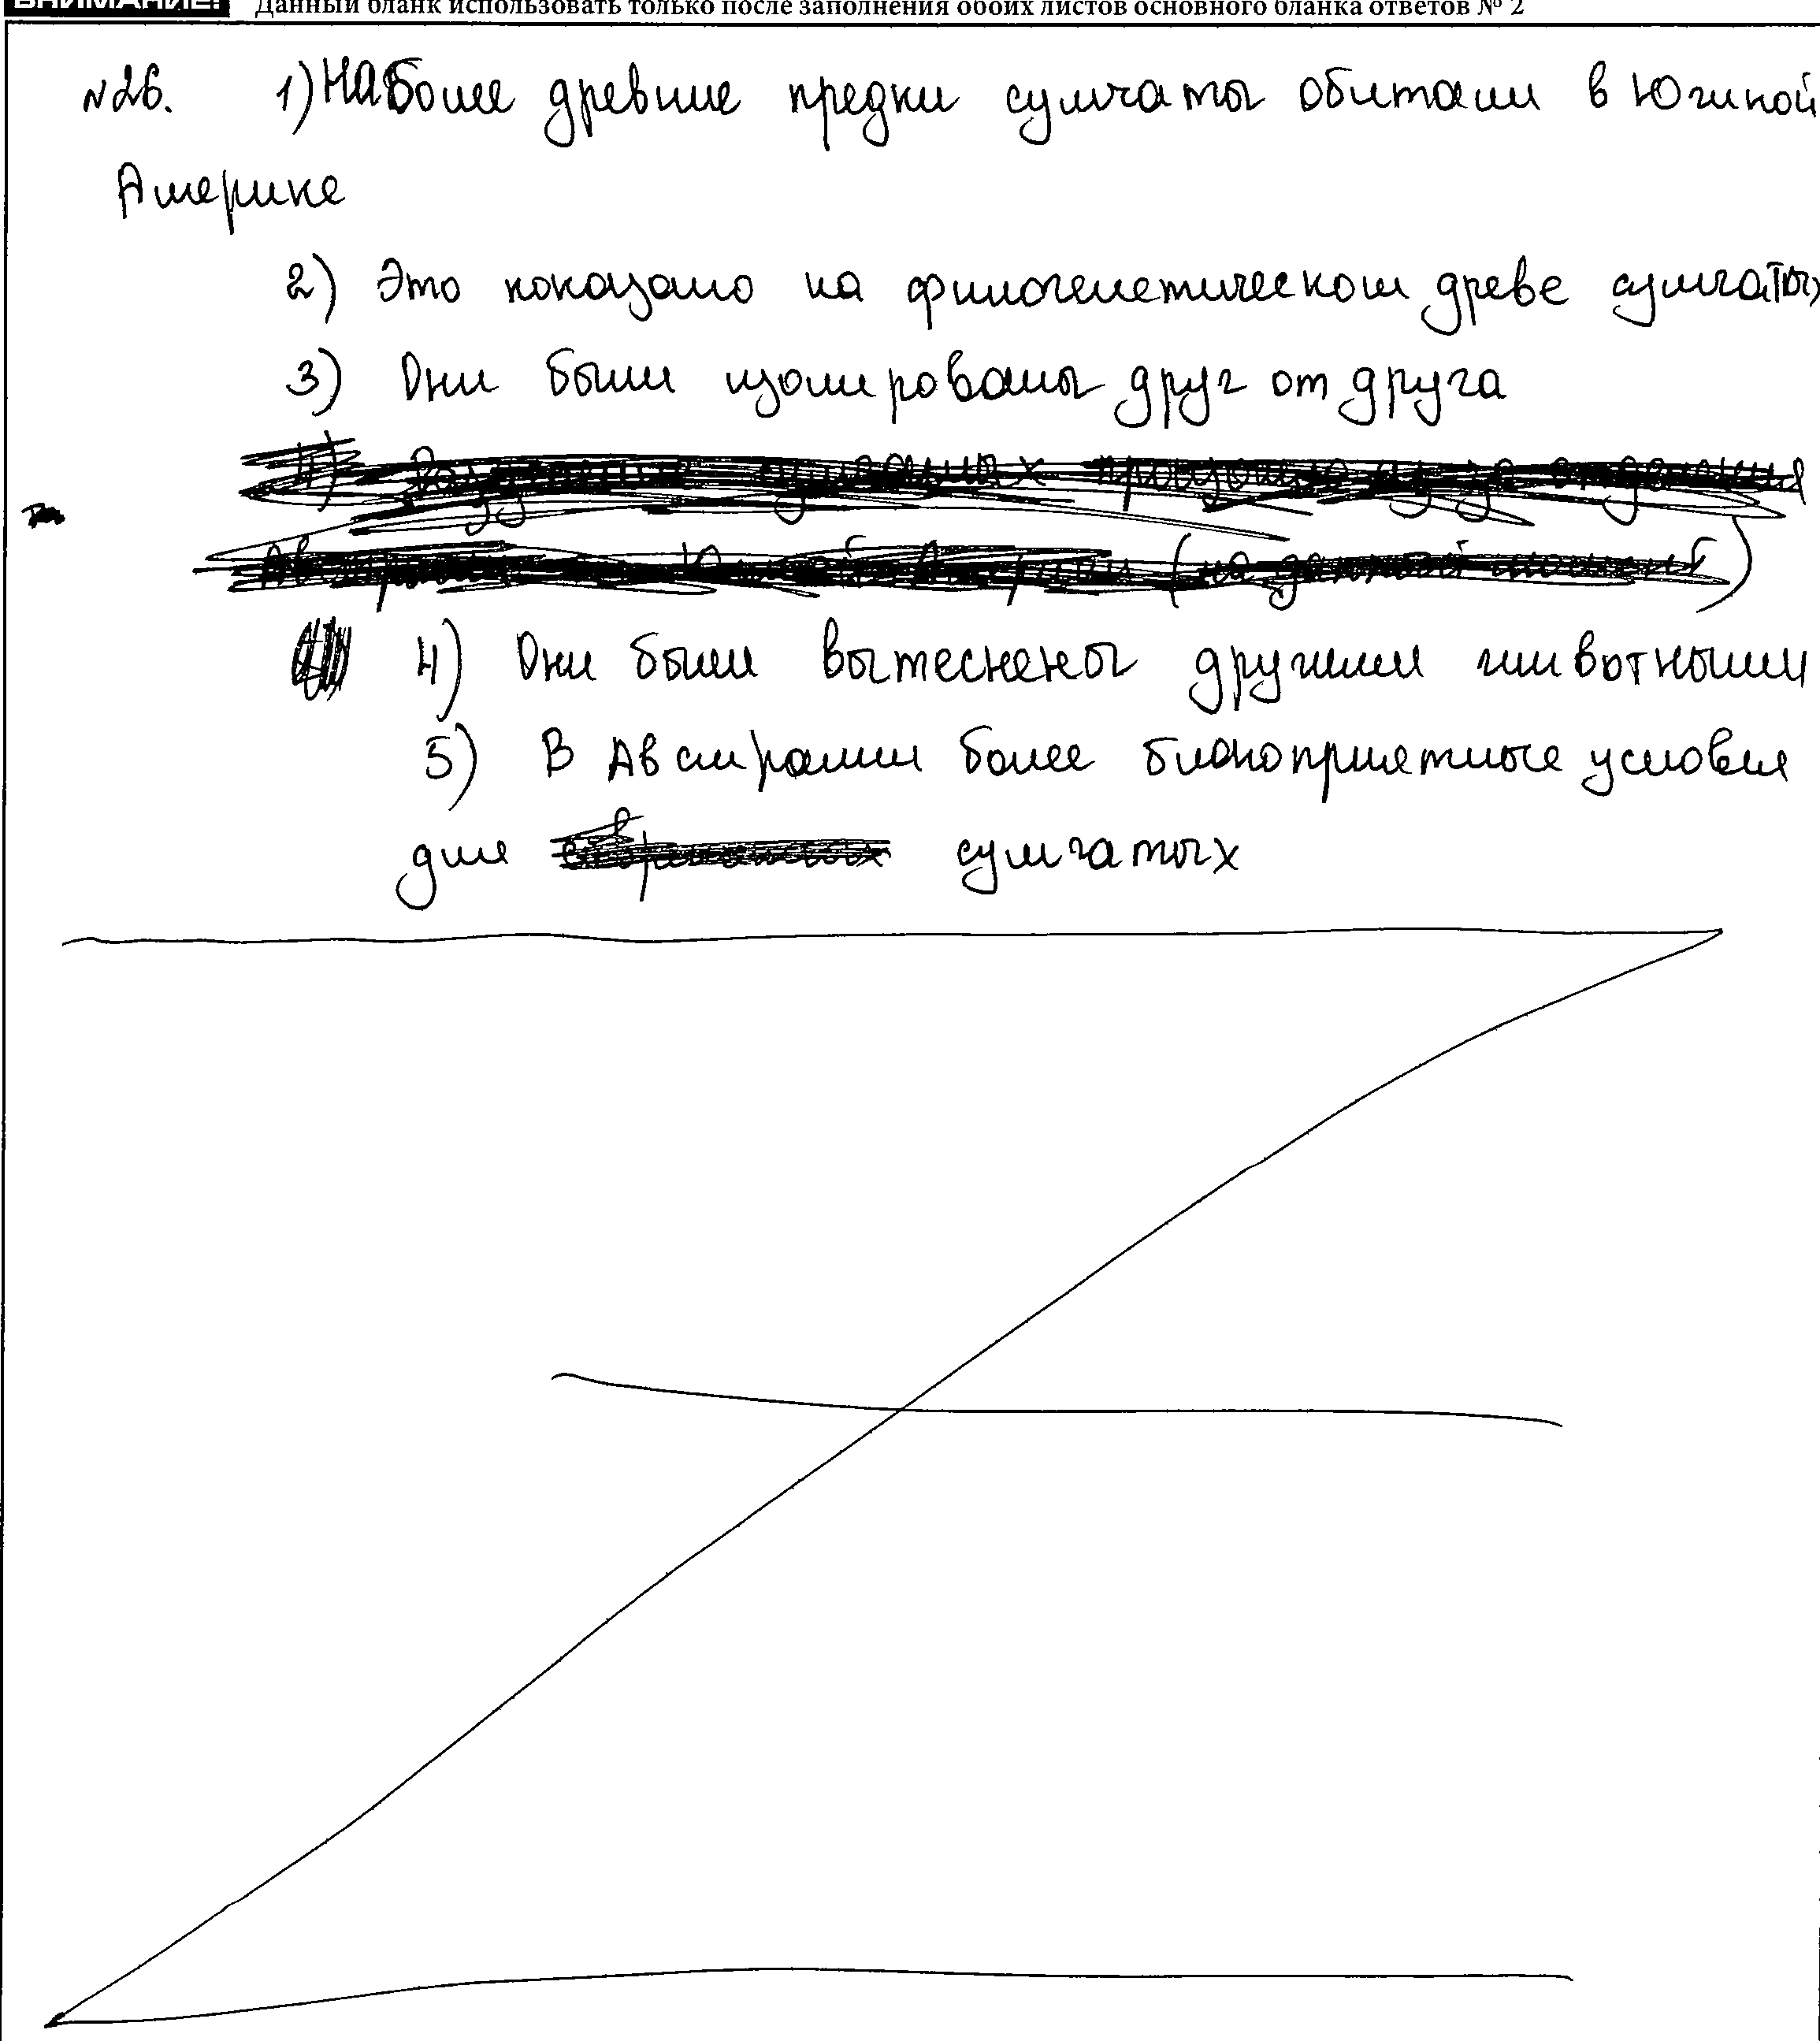 ВНИМАНИЕ! Данный бланк использовать только после заполнения обоих листов основного бланка ответов № 2
№26. 1) Наболее древние предки сумчаты обитали в Южной
Америке
2) Это показано на филогенетическом древе сумчатых
3) Они были изолированы друг от друга
4) Они были вытеснены другими животными
5) В Австралии более благоприятные условия
для сумчатых